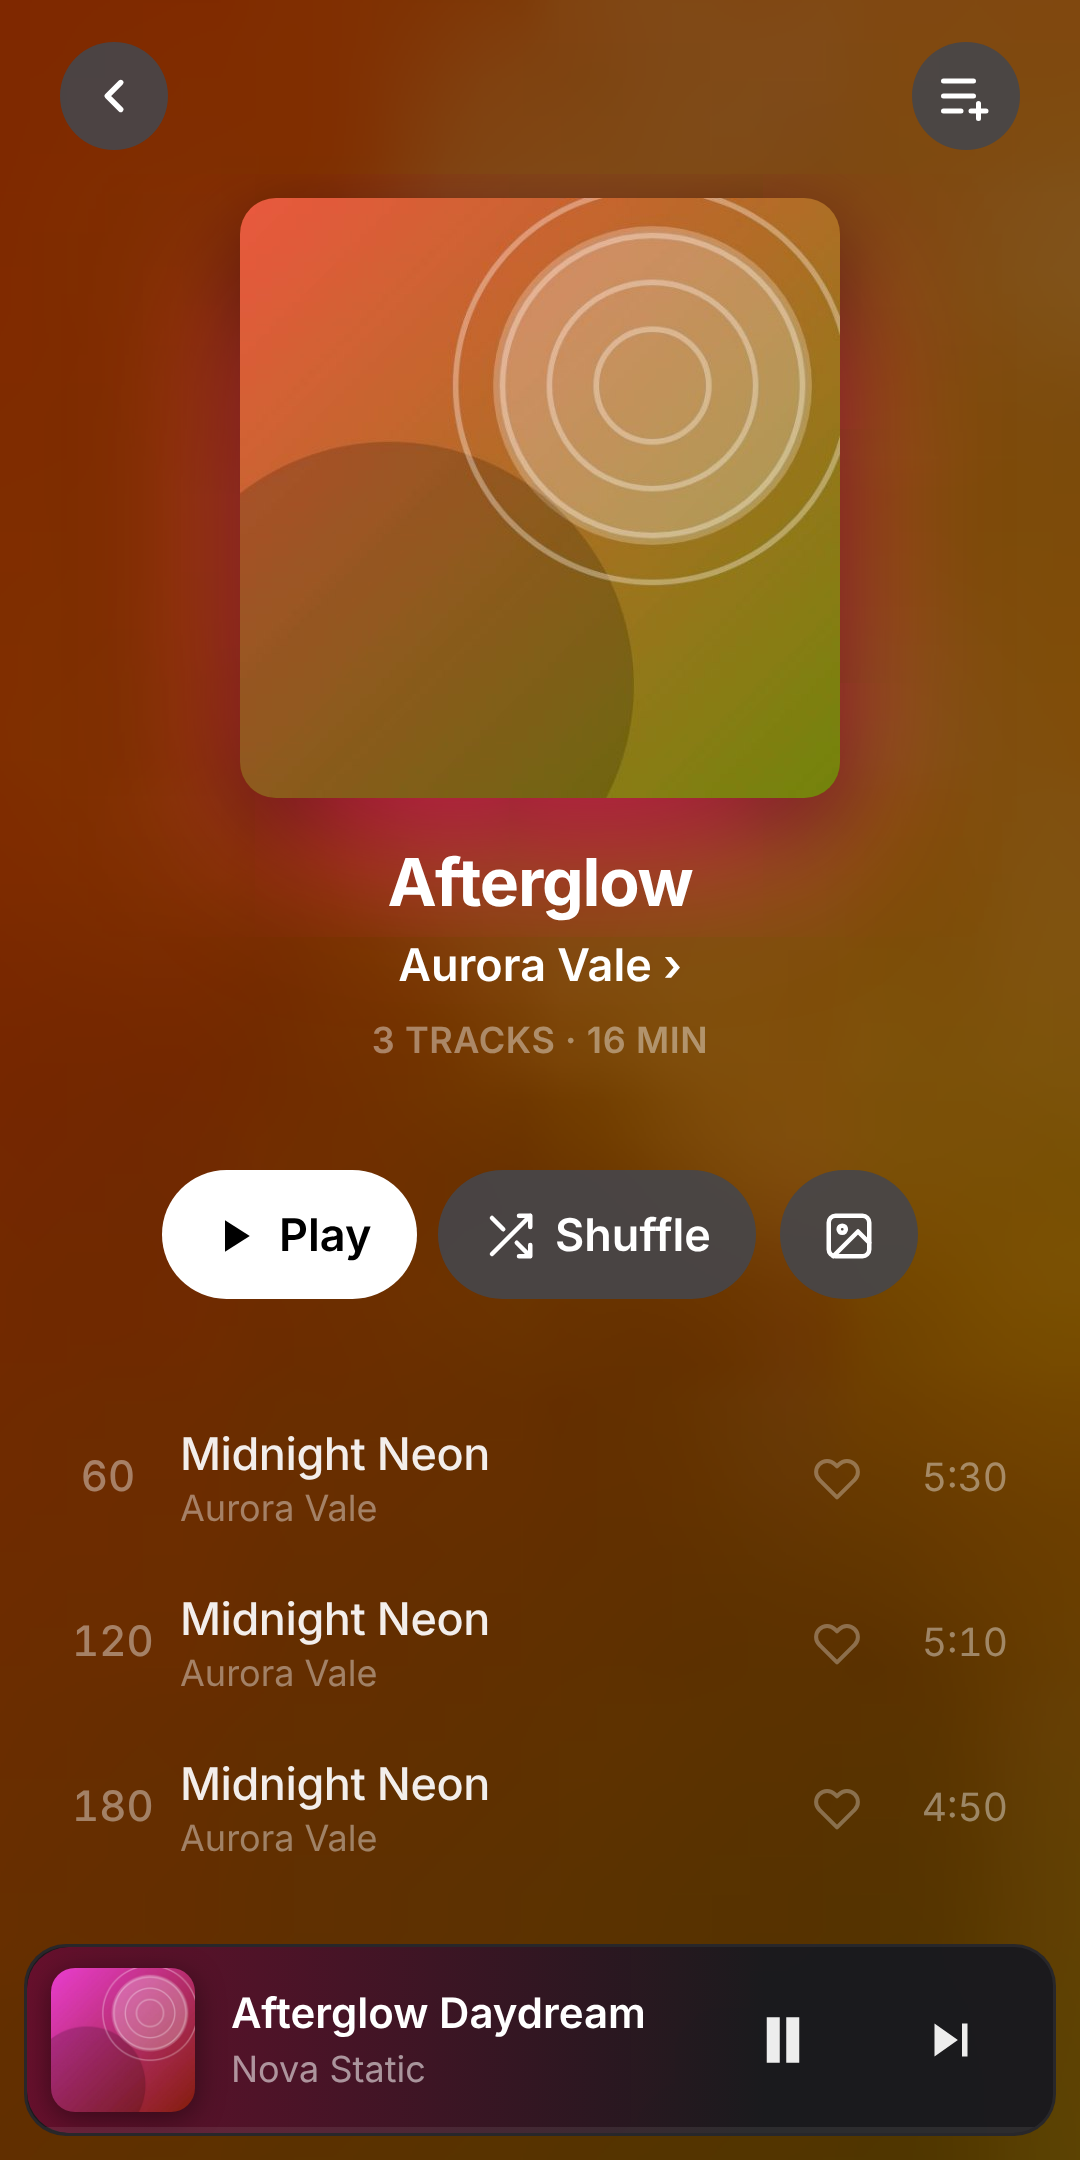 Afterglow
Aurora Vale ›
3 TRACKS · 16 MIN
Play
Shuffle
60
Midnight Neon
Aurora Vale
5:30
120
Midnight Neon
Aurora Vale
5:10
180
Midnight Neon
Aurora Vale
4:50
Afterglow Daydream
Nova Static